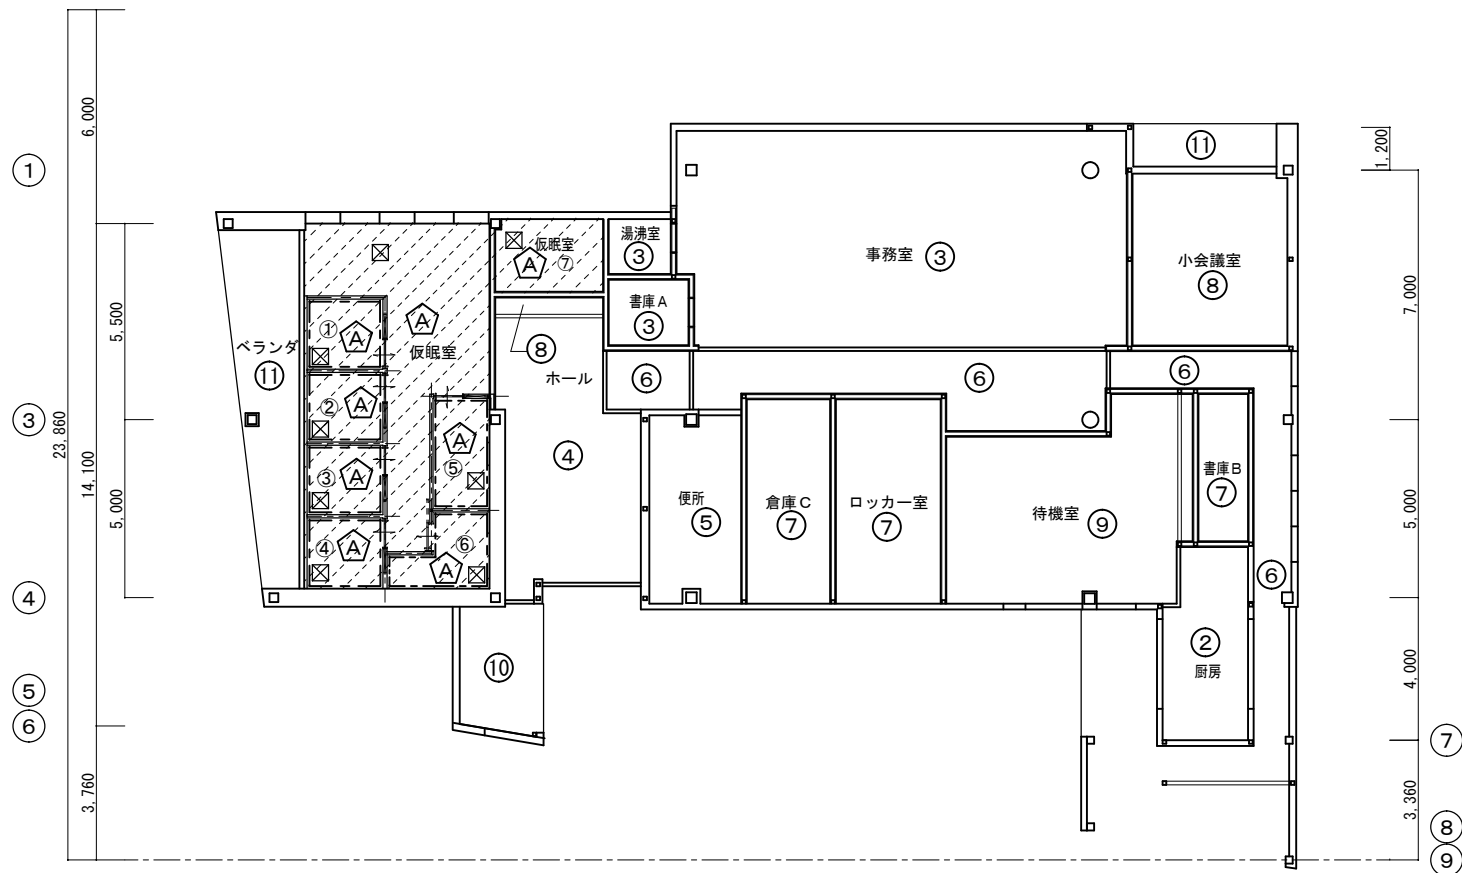 6,000
1,200
①
⑪
湯沸室
③
仮眠室
Ⓐ
⑦
事務室 ③
小会議室
⑧
書庫A
③
5,500
7,000
①
A
A
仮眠室
ベランダ
⑪
⑧
ホール
⑥
⑥
⑥
②
A
③
23,860
14,100
A
⑤
④
③
A
書庫B
⑦
5,000
5,000
便所
⑤
倉庫C
⑦
ロッカー室
⑦
待機室
⑨
④
A
⑥
A
⑥
④
②
厨房
⑩
4,000
⑤
⑥
⑦
3,760
3,360
⑧
⑨